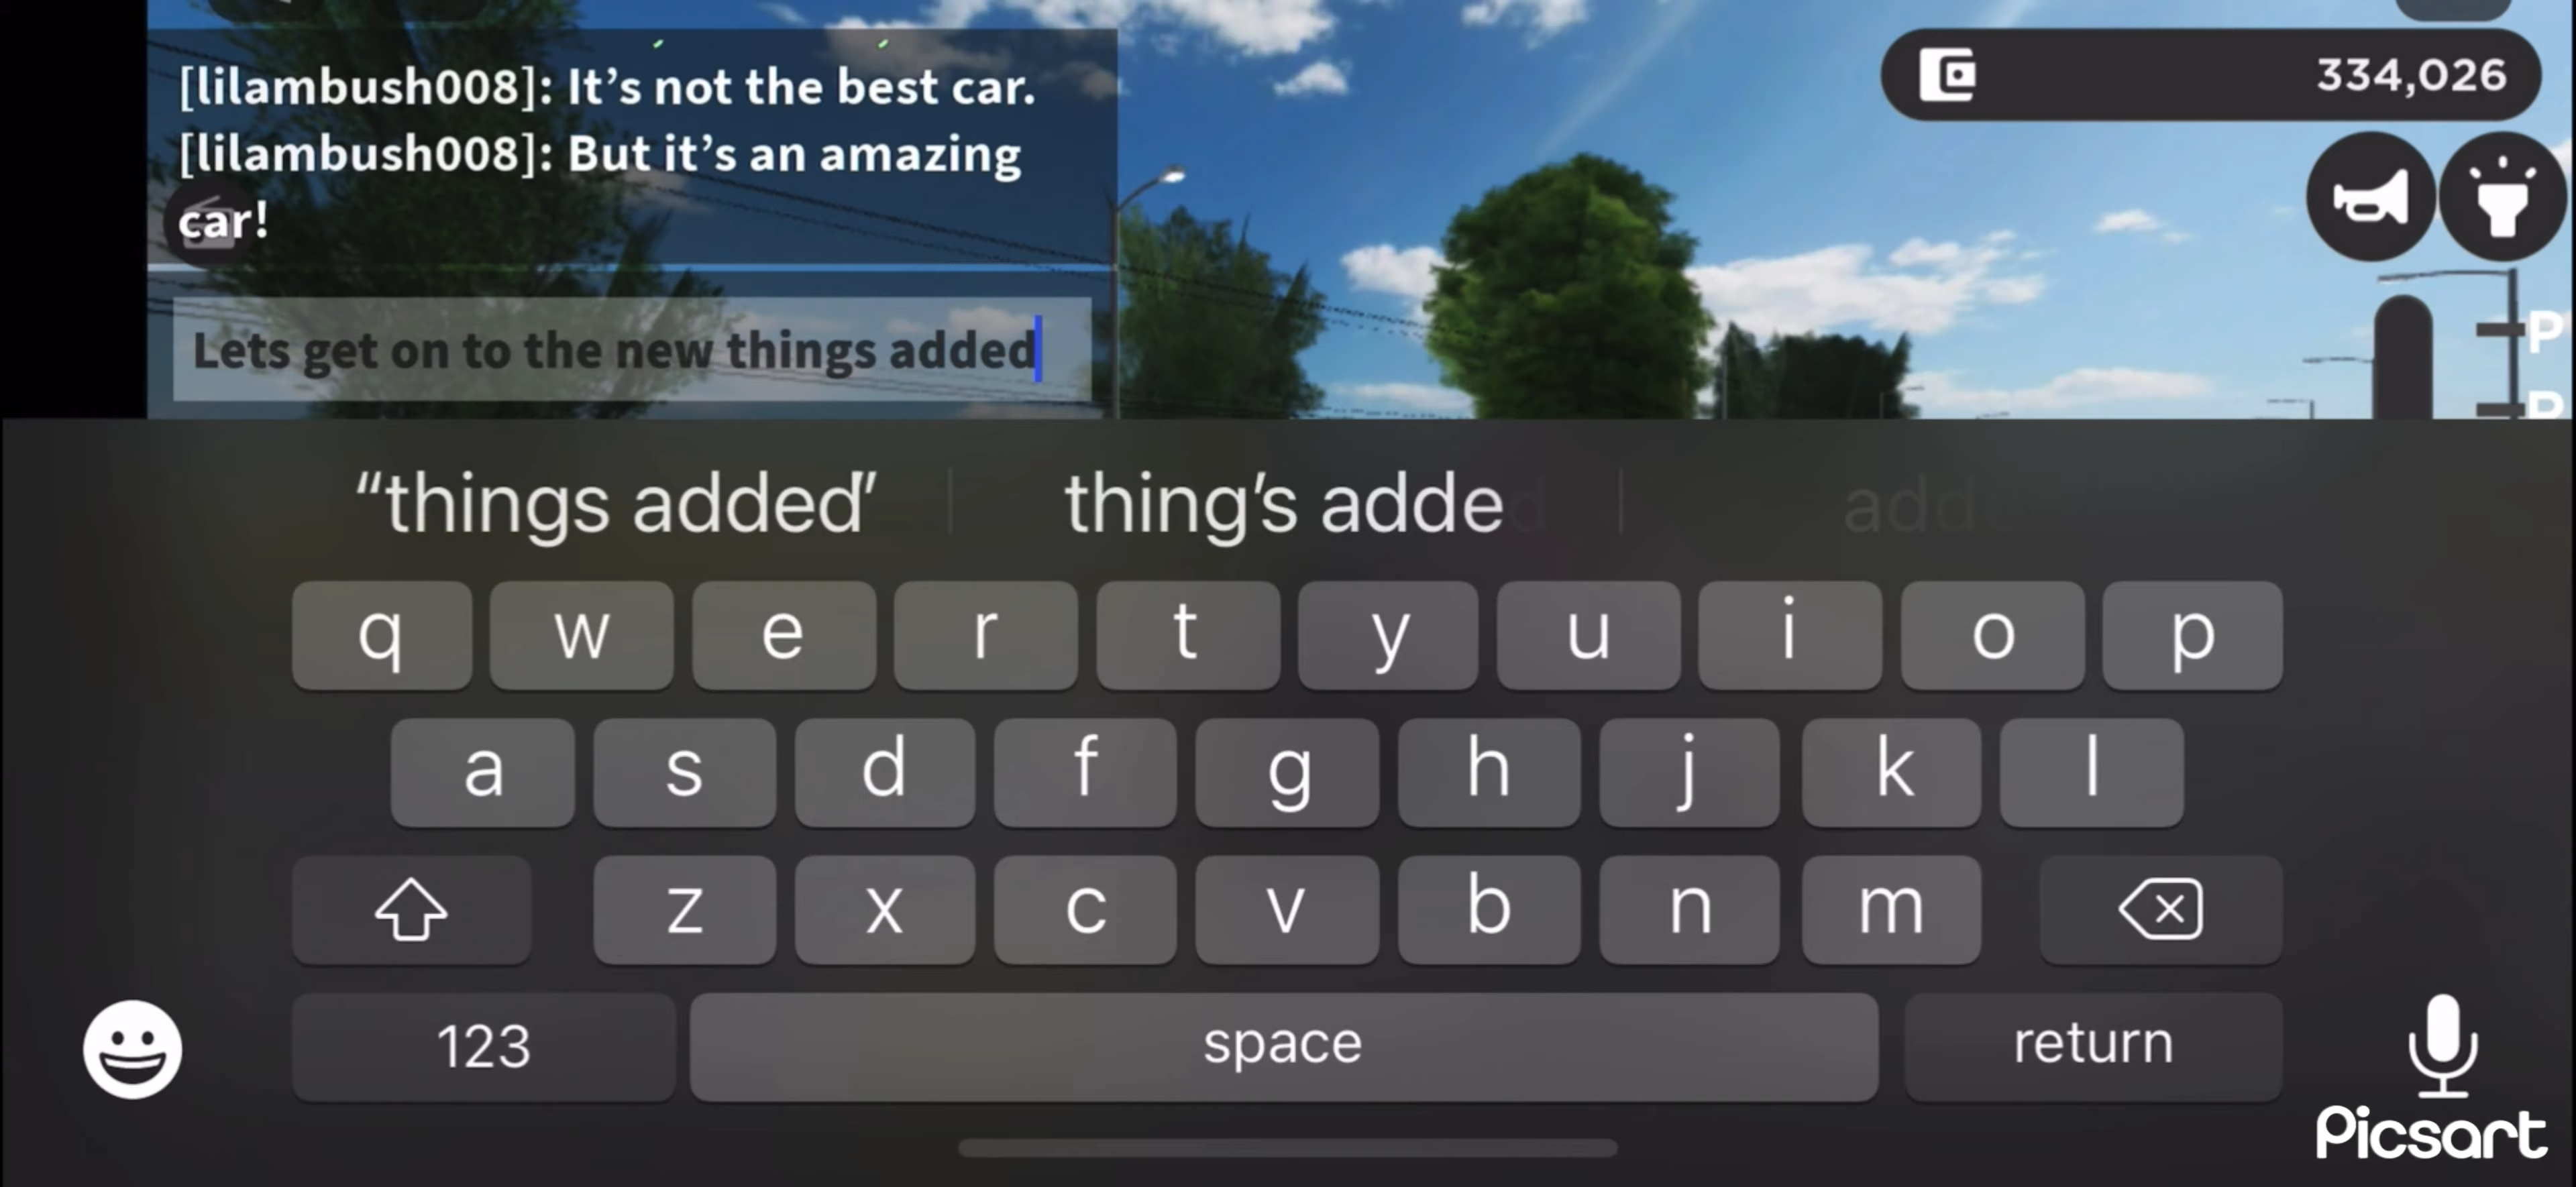 [lilambush008]: It’s not the best car.
334,026
[lilambush008]: But it’s an amazing
car!
Lets get on to the new things added
P
P
“things added”
thing’s adde
add
q w e r t y u i o p
a s d f g h j k l
z x c v b n m
123 space return
Picsart